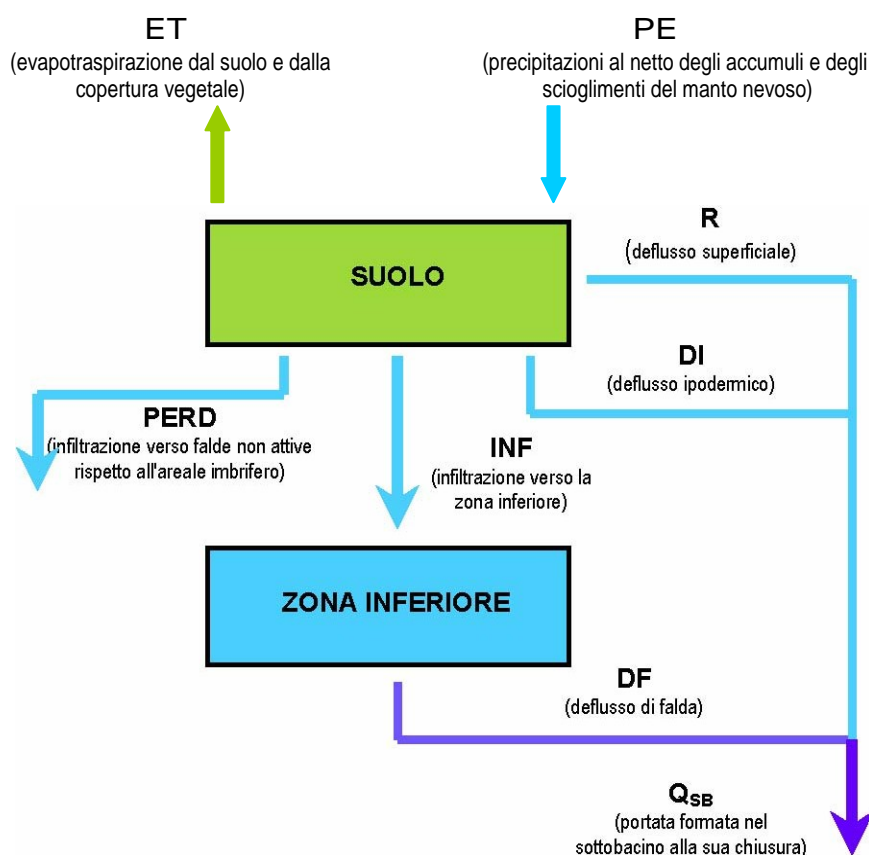 ET
(evapotraspirazione dal suolo e dalla
copertura vegetale)
PE
(precipitazioni al netto degli accumuli e degli
scioglimenti del manto nevoso)
R
(deflusso superficiale)
SUOLO
DI
(deflusso ipodermico)
PERD
(infiltrazione verso falde non attive
rispetto all'areale imbrifero)
INF
(infiltrazione verso la
zona inferiore)
ZONA INFERIORE
DF
(deflusso di falda)
QSB
(portata formata nel
sottobacino alla sua chiusura)